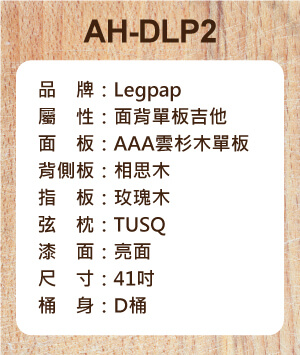 AH-DLP2
品　牌：Legpap
屬　性：面背單板吉他
面　板：AAA雲杉木單板
背側板：相思木
指　板：玫瑰木
弦　枕：TUSQ
漆　面：亮面
尺　寸：41吋
桶　身：D桶